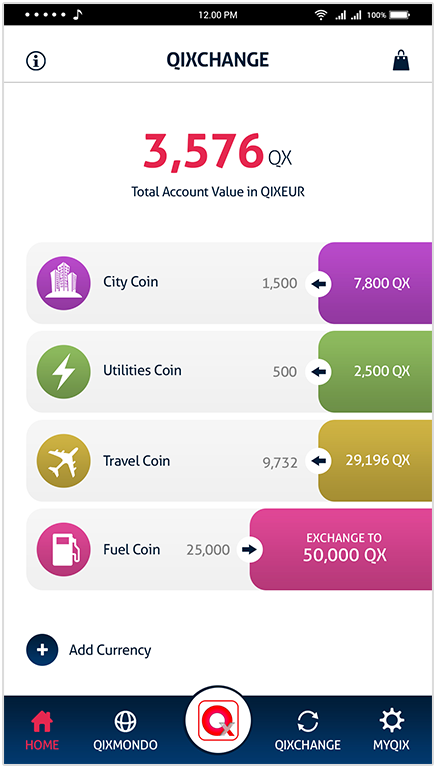 12.00 PM
100%
QIXCHANGE
3,576 QX
Total Account Value in QIXEUR
City Coin 1,500 7,800 QX
Utilities Coin 500 2,500 QX
Travel Coin 9,732 29,196 QX
Fuel Coin 25,000 EXCHANGE TO
50,000 QX
Add Currency
HOME QIXMONDO Qx QIXCHANGE MYQIX